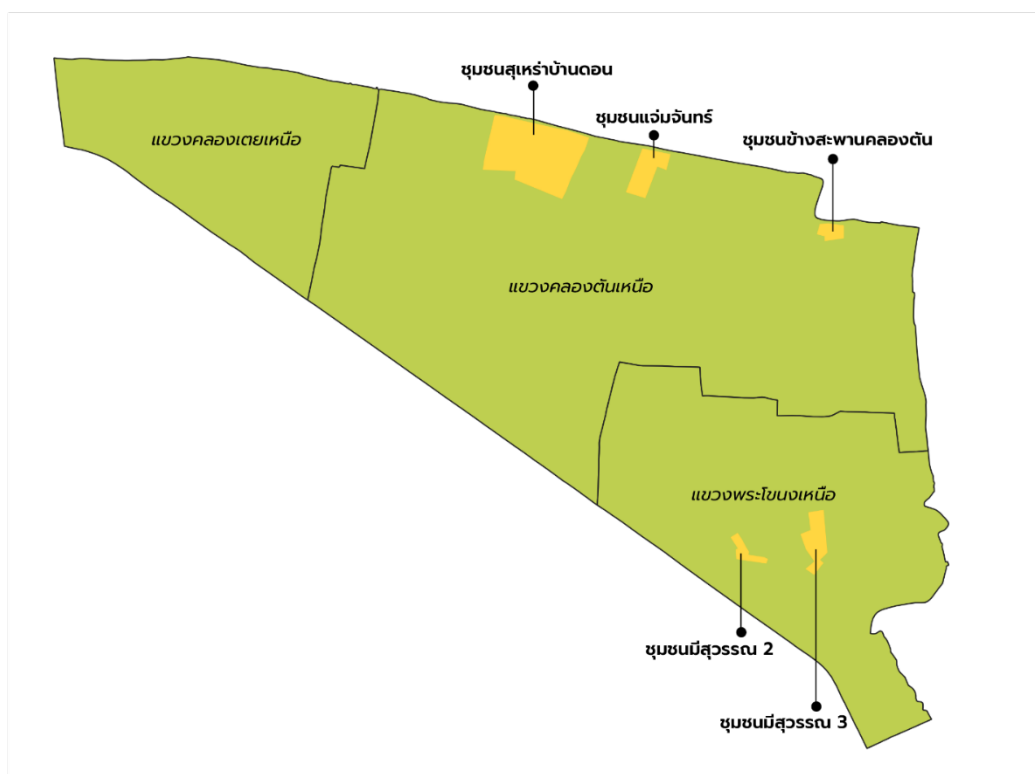 ชุมชนสุเหร่าบ้านดอน
ชุมชนแจ่มจันทร์
ชุมชนข้างสะพานคลองตัน
แขวงคลองเตยเหนือ
แขวงคลองตันเหนือ
แขวงพระโขนงเหนือ
ชุมชนมีสุวรรณ 2
ชุมชนมีสุวรรณ 3